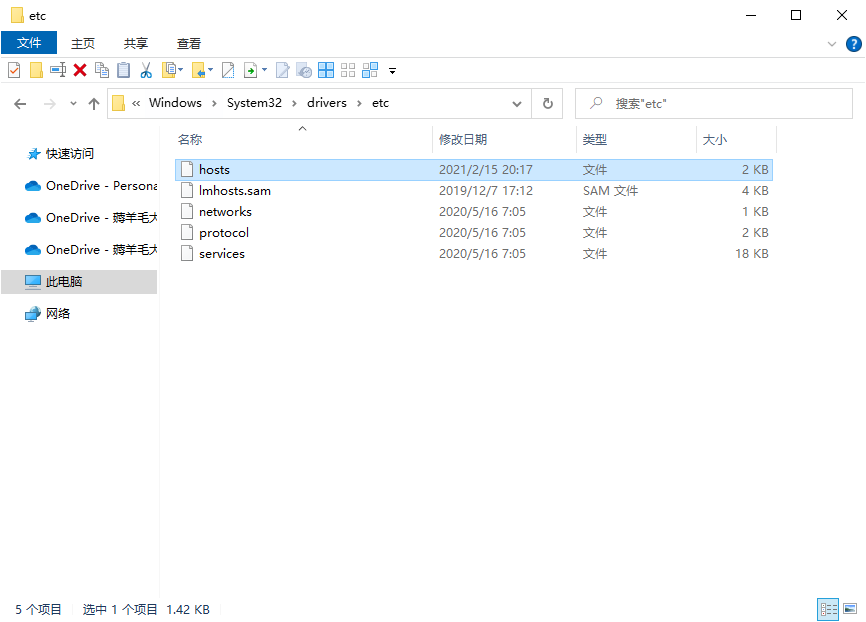 etc
文件 主页 共享 查看
« Windows › System32 › drivers › etc 搜索"etc"
名称 修改日期 类型 大小
快速访问
OneDrive - Persona
OneDrive - 薅羊毛大
OneDrive - 薅羊毛大
此电脑
网络
hosts 2021/2/15 20:17 文件 2 KB
lmhosts.sam 2019/12/7 17:12 SAM 文件 4 KB
networks 2020/5/16 7:05 文件 1 KB
protocol 2020/5/16 7:05 文件 2 KB
services 2020/5/16 7:05 文件 18 KB
5 个项目 选中 1 个项目 1.42 KB